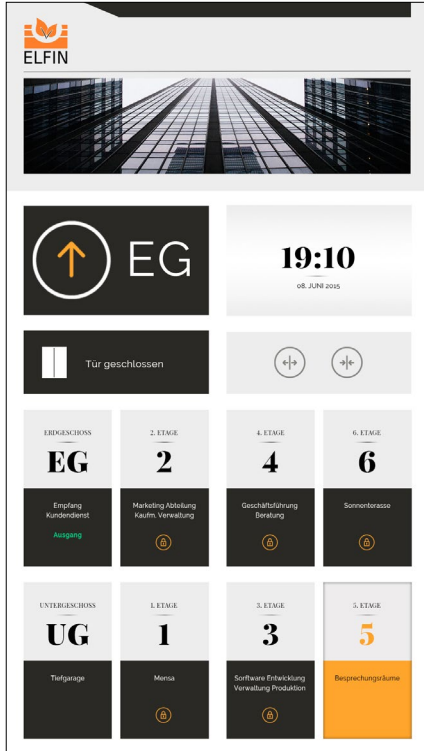 ELFIN
EG
19:10
08. JUNI 2015
Tür geschlossen
ERDGESCHOSS
EG
Empfang
Kundendienst
Ausgang
2. ETAGE
2
Marketing Abteilung
Kaufm. Verwaltung
4. ETAGE
4
Geschäftsführung
Beratung
6. ETAGE
6
Sonnenterasse
UNTERGESCHOSS
UG
Tiefgarage
1. ETAGE
1
Mensa
3. ETAGE
3
Sorftware Entwicklung
Verwaltung Produktion
5. ETAGE
5
Besprechungsräume